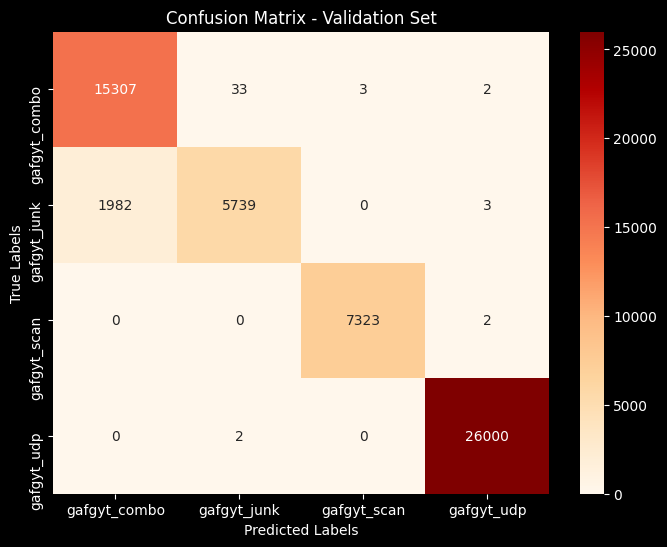 Confusion Matrix - Validation Set
True Labels
gafgyt_combo
15307 33 3 2
gafgyt_junk
1982 5739 0 3
gafgyt_scan
0 0 7323 2
gafgyt_udp
0 2 0 26000
gafgyt_combo gafgyt_junk gafgyt_scan gafgyt_udp
Predicted Labels
25000
20000
15000
10000
5000
0